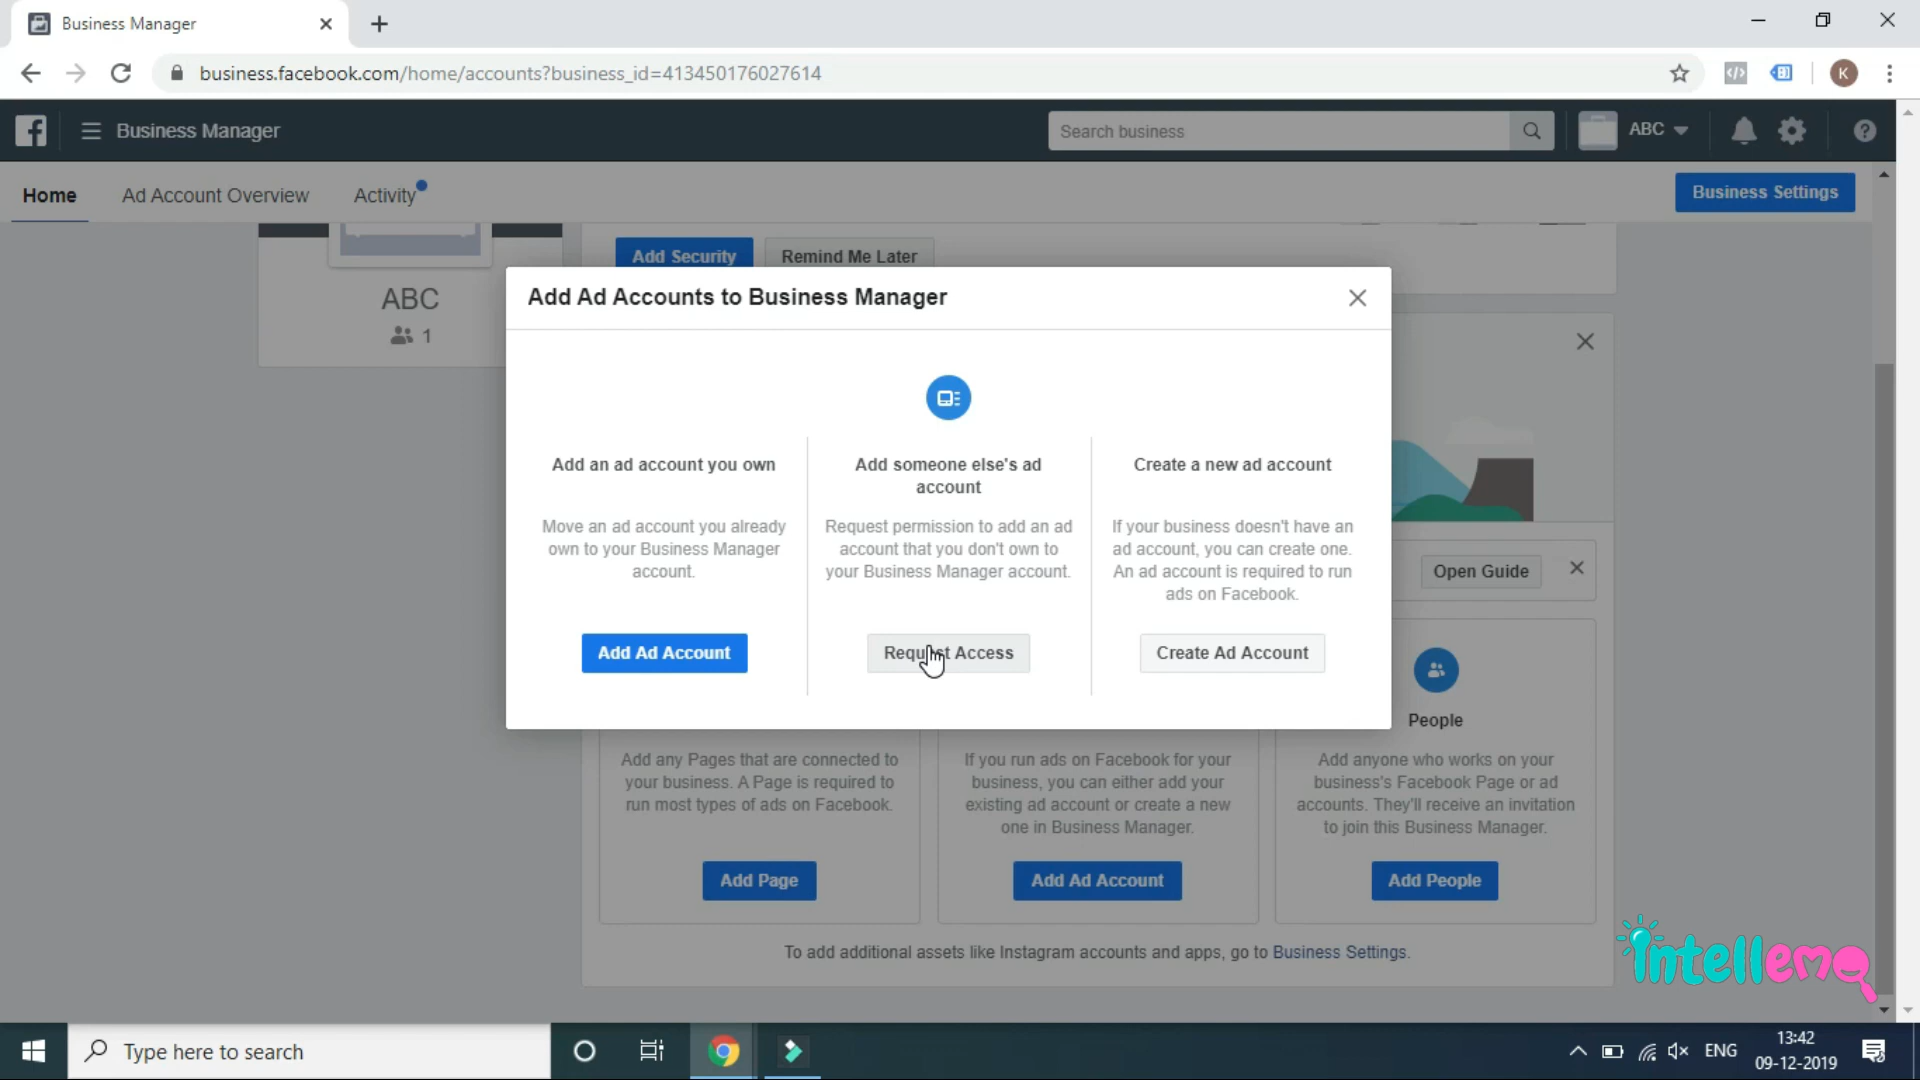 Business Manager
business.facebook.com/home/accounts?business_id=413450176027614
K
Business Manager
Search business
ABC
Home
Ad Account Overview
Activity
Business Settings
Add Security
Remind Me Later
ABC
1
Add Ad Accounts to Business Manager
Add an ad account you own
Move an ad account you already
own to your Business Manager
account.
Add Ad Account
Add someone else's ad
account
Request permission to add an ad
account that you don't own to
your Business Manager account.
Request Access
Create a new ad account
If your business doesn't have an
ad account, you can create one.
An ad account is required to run
ads on Facebook.
Create Ad Account
Open Guide
Add any Pages that are connected to
your business. A Page is required to
run most types of ads on Facebook.
Add Page
If you run ads on Facebook for your
business, you can either add your
existing ad account or create a new
one in Business Manager.
Add Ad Account
People
Add anyone who works on your
business's Facebook Page or ad
accounts. They'll receive an invitation
to join this Business Manager.
Add People
To add additional assets like Instagram accounts and apps, go to Business Settings.
intellemo
Type here to search
ENG
13:42
09-12-2019